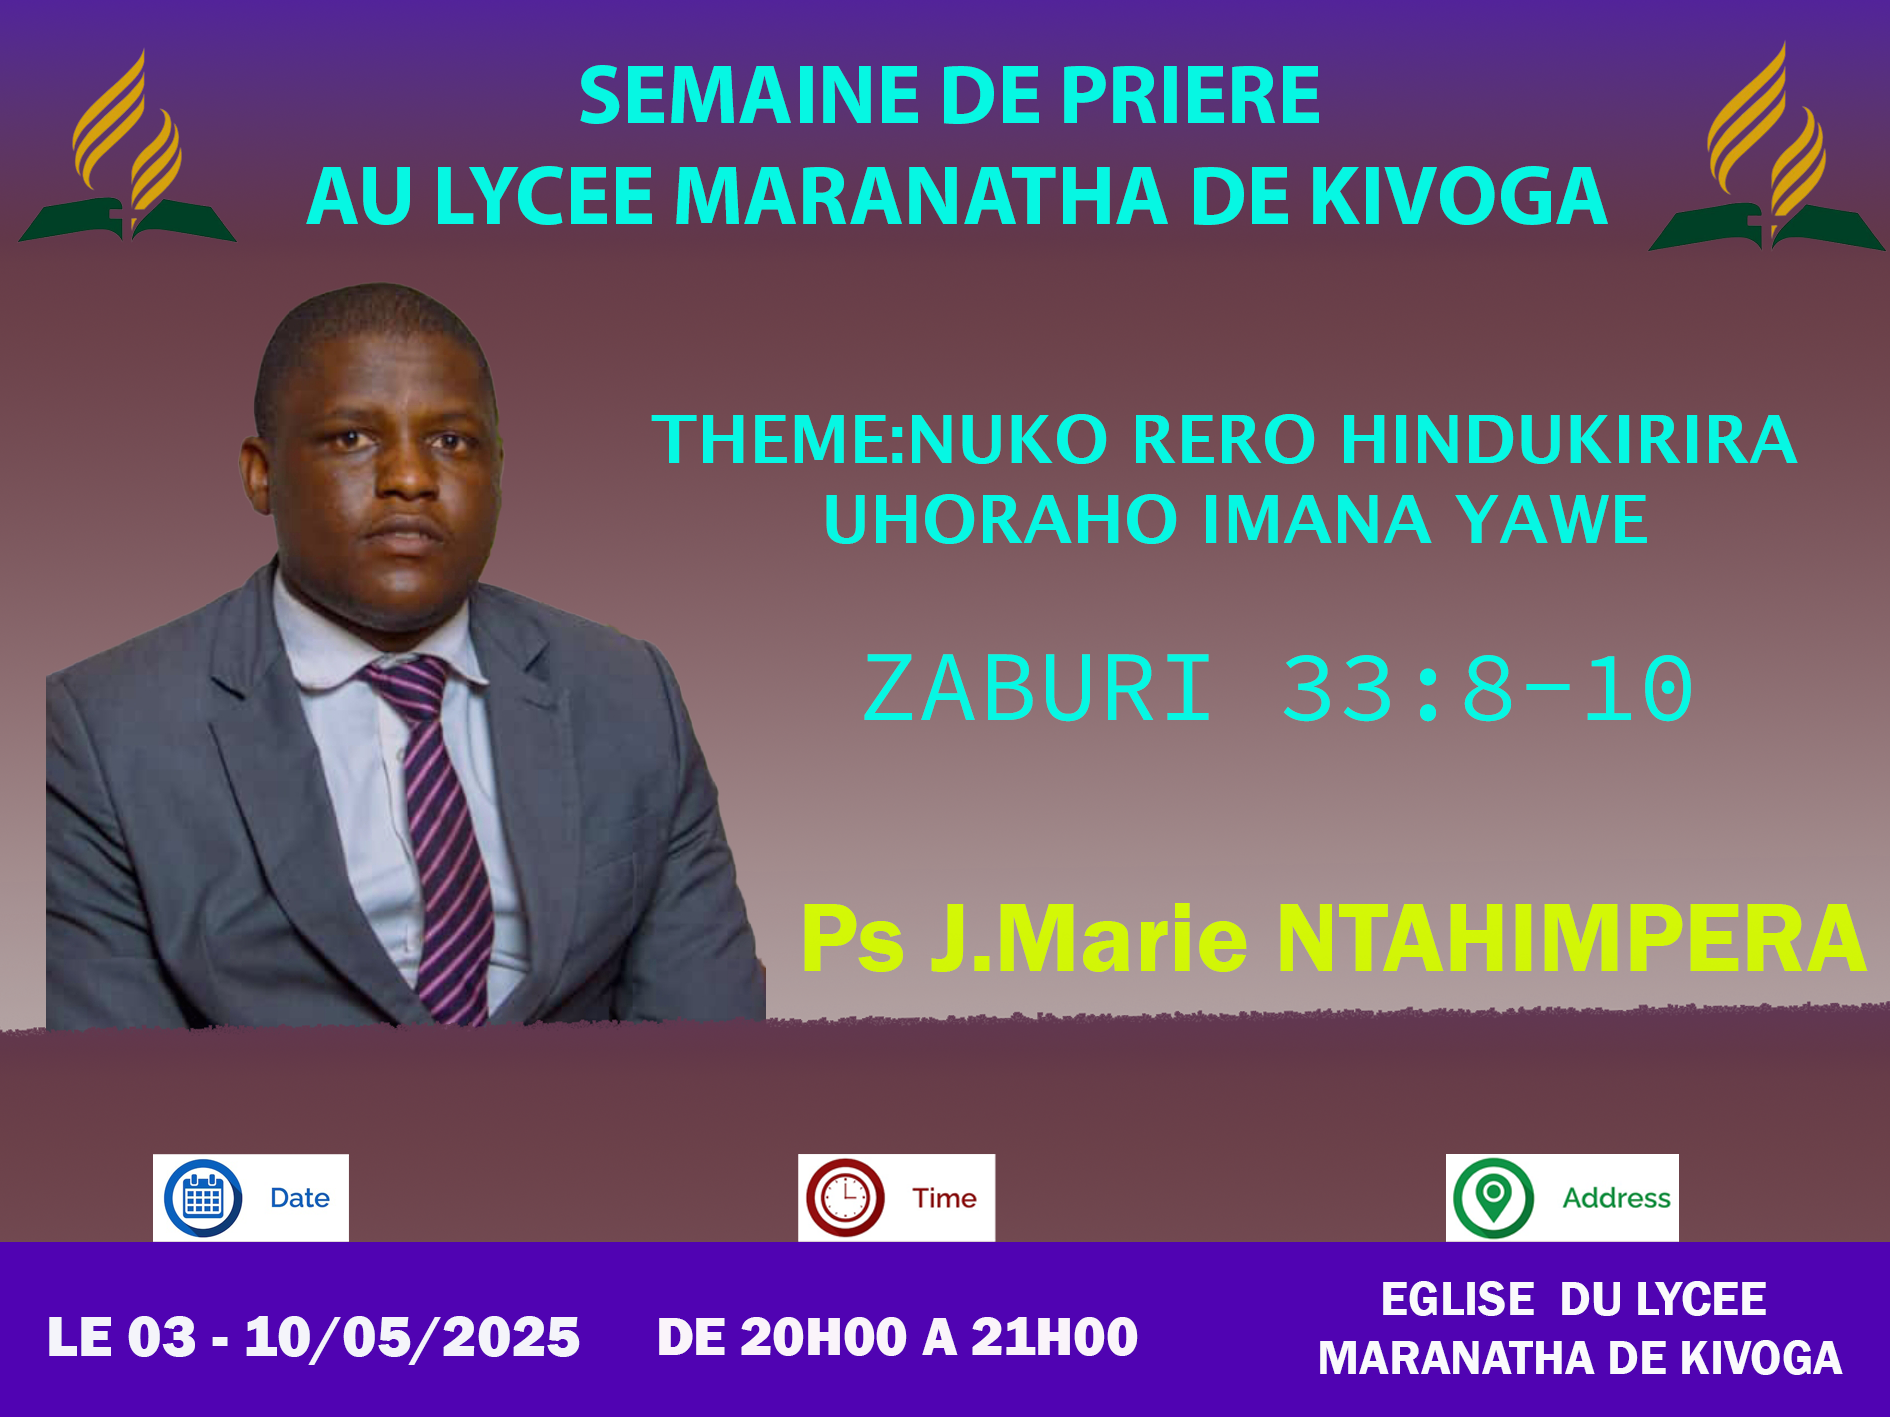 SEMAINE DE PRIERE
AU LYCEE MARANATHA DE KIVOGA
THEME:NUKO RERO HINDUKIRIRA
UHORAHO IMANA YAWE
ZABURI 33:8-10
Ps J.Marie NTAHIMPERA
Date
LE 03 - 10/05/2025
Time
DE 20H00 A 21H00
Address
EGLISE DU LYCEE
MARANATHA DE KIVOGA